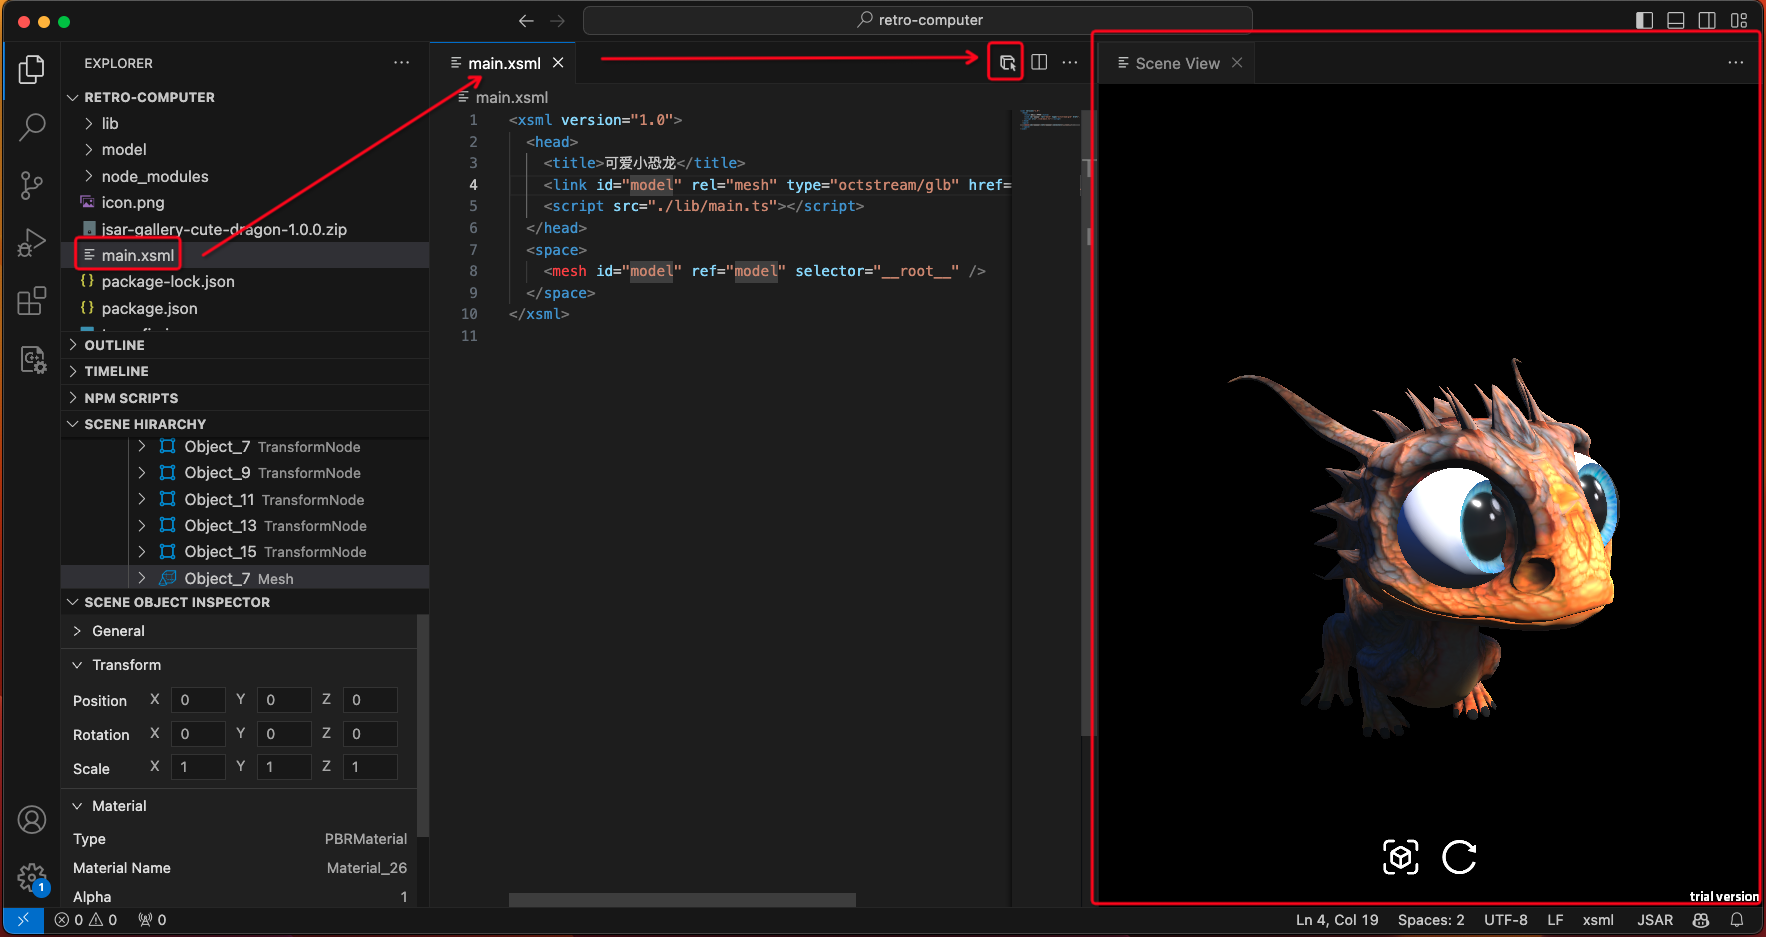 retro-computer
EXPLORER
RETRO-COMPUTER
lib
model
node_modules
icon.png
jsar-gallery-cute-dragon-1.0.0.zip
main.xsml
package-lock.json
package.json
OUTLINE
TIMELINE
NPM SCRIPTS
SCENE HIRARCHY
Object_7 TransformNode
Object_9 TransformNode
Object_11 TransformNode
Object_13 TransformNode
Object_15 TransformNode
Object_7 Mesh
SCENE OBJECT INSPECTOR
General
Transform
Position X 0 Y 0 Z 0
Rotation X 0 Y 0 Z 0
Scale X 1 Y 1 Z 1
Material
Type PBRMaterial
Material Name Material_26
Alpha 1
main.xsml
main.xsml
1 <xsml version="1.0">
2 <head>
3 <title>可爱小恐龙</title>
4 <link id="model" rel="mesh" type="octstream/glb" href=
5 <script src="./lib/main.ts"></script>
6 </head>
7 <space>
8 <mesh id="model" ref="model" selector="__root__" />
9 </space>
10 </xsml>
11
Scene View
trial version
1
0 0 0
Ln 4, Col 19 Spaces: 2 UTF-8 LF xsml JSAR